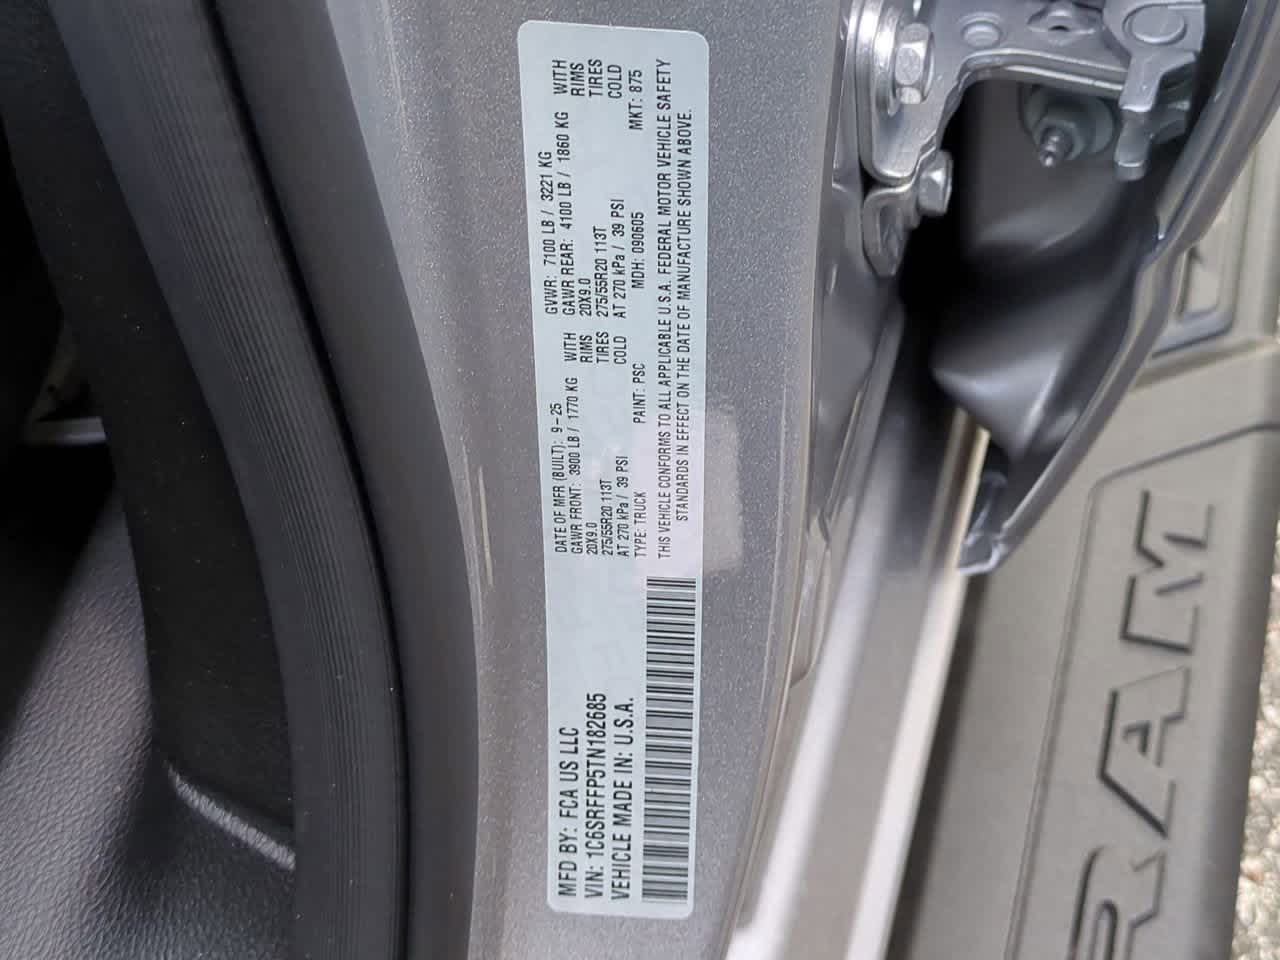 MFD BY: FCA US LLC
VIN: 1C6SRFFP5TN182685
VEHICLE MADE IN: U.S.A.
DATE OF MFR (BUILT): 9-25
GAWR FRONT: 3900 LB / 1770 KG WITH
20X9.0 RIMS
275/55R20 113T TIRES
AT 270 kPa / 39 PSI COLD
TYPE: TRUCK PAINT: PSC
GVWR: 7100 LB / 3221 KG
GAWR REAR: 4100 LB / 1860 KG WITH
20X9.0 RIMS
275/55R20 113T TIRES
AT 270 kPa / 39 PSI COLD
MDH: 090605 MKT: 875
THIS VEHICLE CONFORMS TO ALL APPLICABLE U.S.A. FEDERAL MOTOR VEHICLE SAFETY
STANDARDS IN EFFECT ON THE DATE OF MANUFACTURE SHOWN ABOVE.
RAM